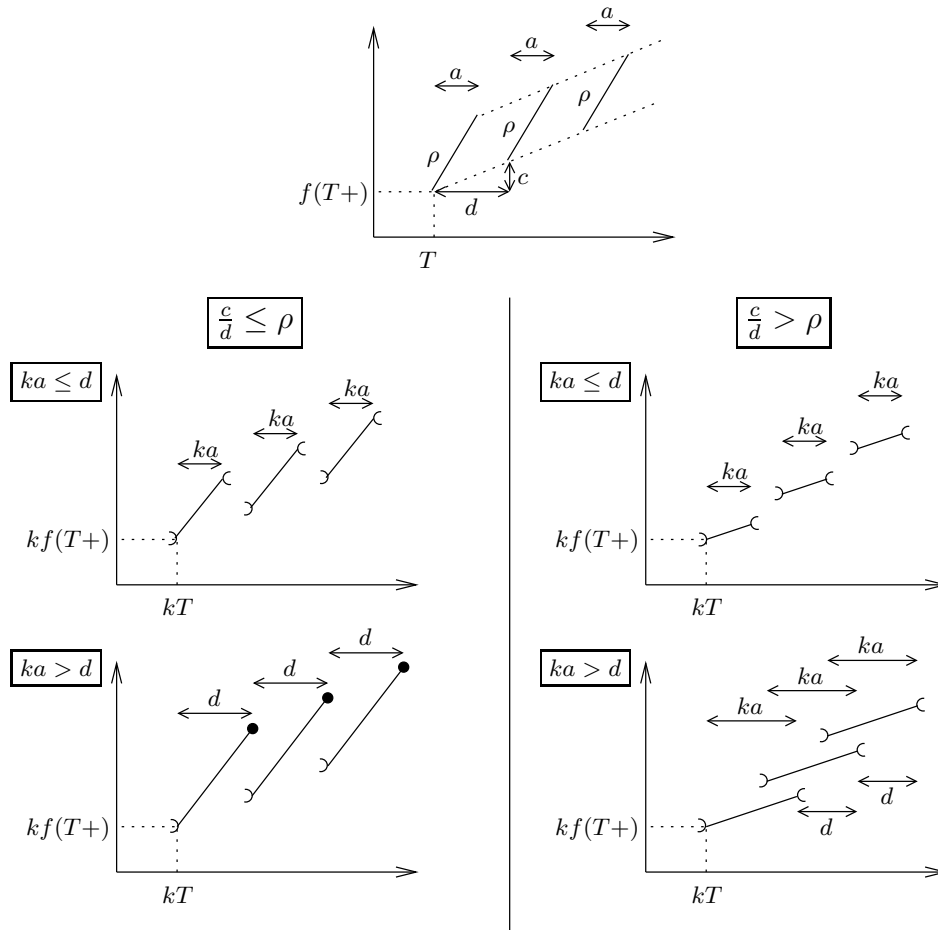 a
a
a
ρ
ρ
ρ
f(T+)
c
d
T
c/d ≤ ρ
c/d > ρ
ka ≤ d
ka
ka
ka
kf(T+)
kT
ka ≤ d
ka
ka
ka
kf(T+)
kT
ka > d
d
d
d
kf(T+)
kT
ka > d
ka
ka
ka
d
d
kf(T+)
kT